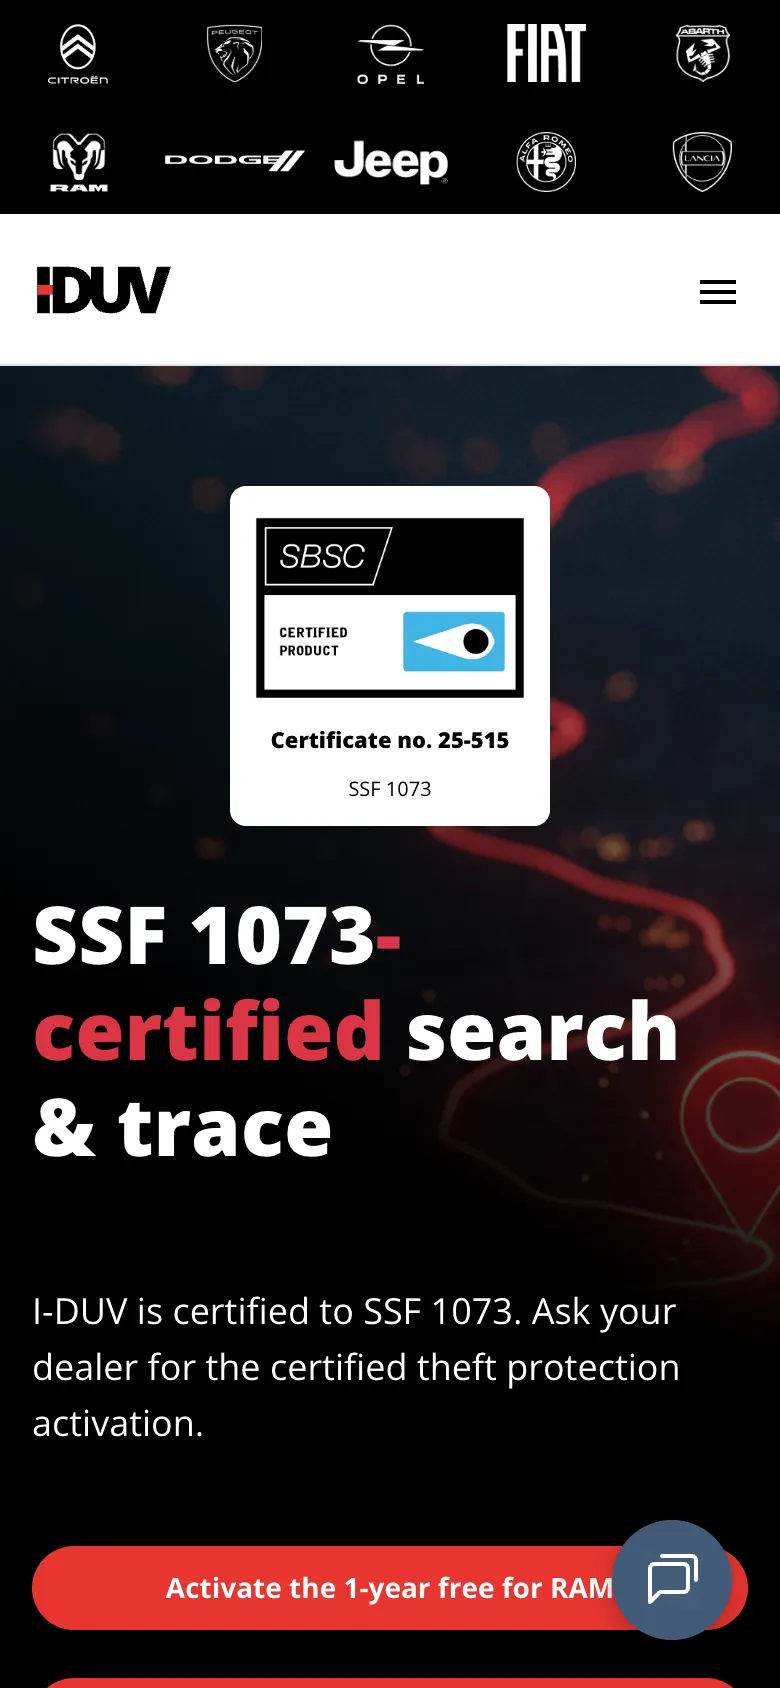 CITROËN
PEUGEOT
OPEL
FIAT
ABARTH
RAM
DODGE
Jeep
ALFA ROMEO
LANCIA
I-DUV
SBSC
CERTIFIED
PRODUCT
Certificate no. 25-515
SSF 1073
SSF 1073-
certified search
& trace
I-DUV is certified to SSF 1073. Ask your
dealer for the certified theft protection
activation.
Activate the 1-year free for RAM